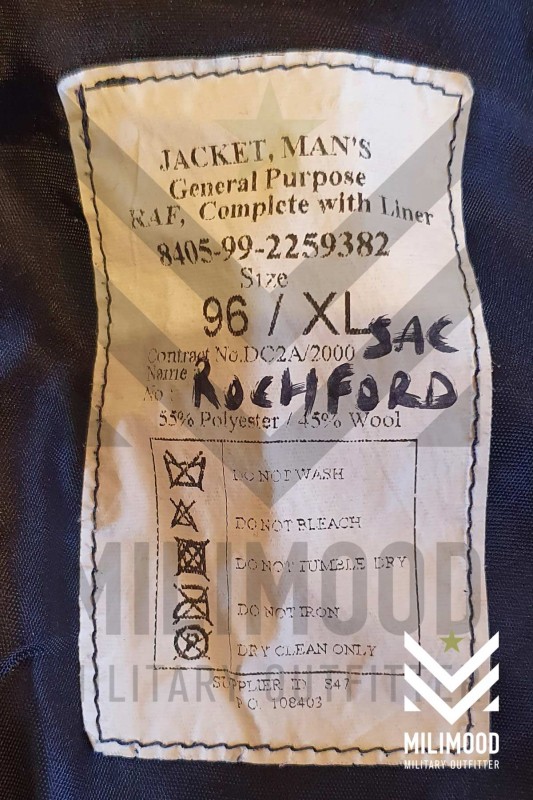 JACKET, MAN'S
General Purpose
RAF, Complete with Liner
8405-99-2259382
Size
96 / XL
SAC
Contract No.DC2A/2000
Name :
ROCHFORD
No :
55% Polyester / 45% Wool
DO NOT WASH
DO NOT BLEACH
DO NOT TUMBLE DRY
DO NOT IRON
DRY CLEAN ONLY
SUPPLIER ID 847
P.O. 108403
MILIMOOD
MILITARY OUTFITTER
MILIMOOD
MILITARY OUTFITTER